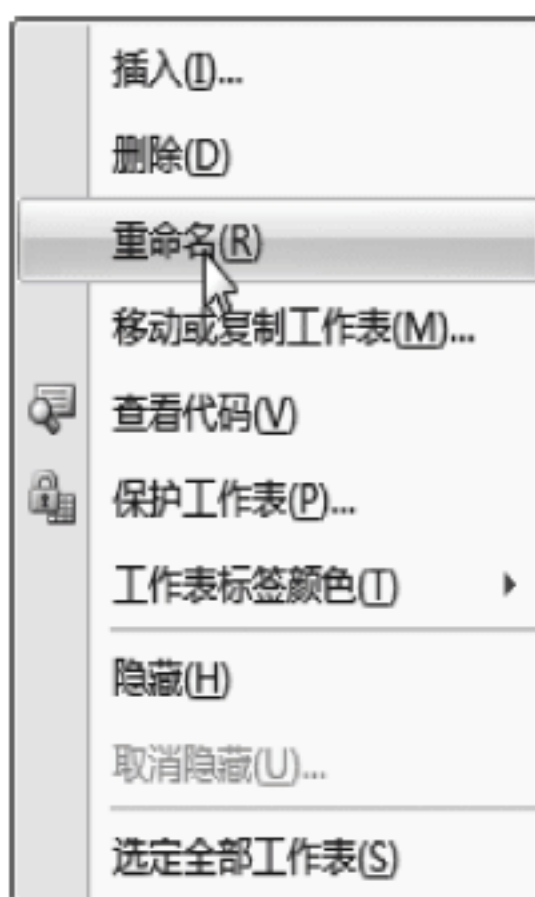 插入(I)...
删除(D)
重命名(R)
移动或复制工作表(M)...
查看代码(V)
保护工作表(P)...
工作表标签颜色(T)
隐藏(H)
取消隐藏(U)...
选定全部工作表(S)